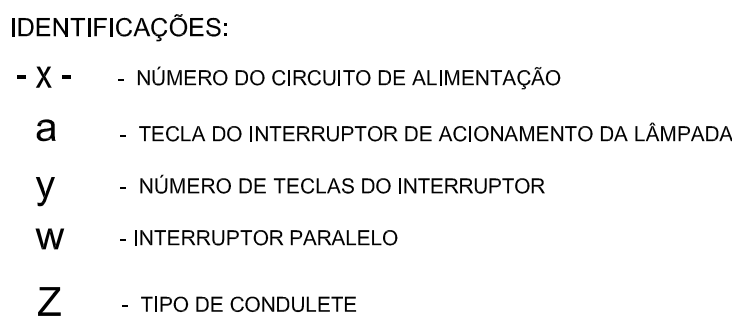 IDENTIFICAÇÕES:
- X - - NÚMERO DO CIRCUITO DE ALIMENTAÇÃO
a - TECLA DO INTERRUPTOR DE ACIONAMENTO DA LÂMPADA
y - NÚMERO DE TECLAS DO INTERRUPTOR
w - INTERRUPTOR PARALELO
Z - TIPO DE CONDULETE